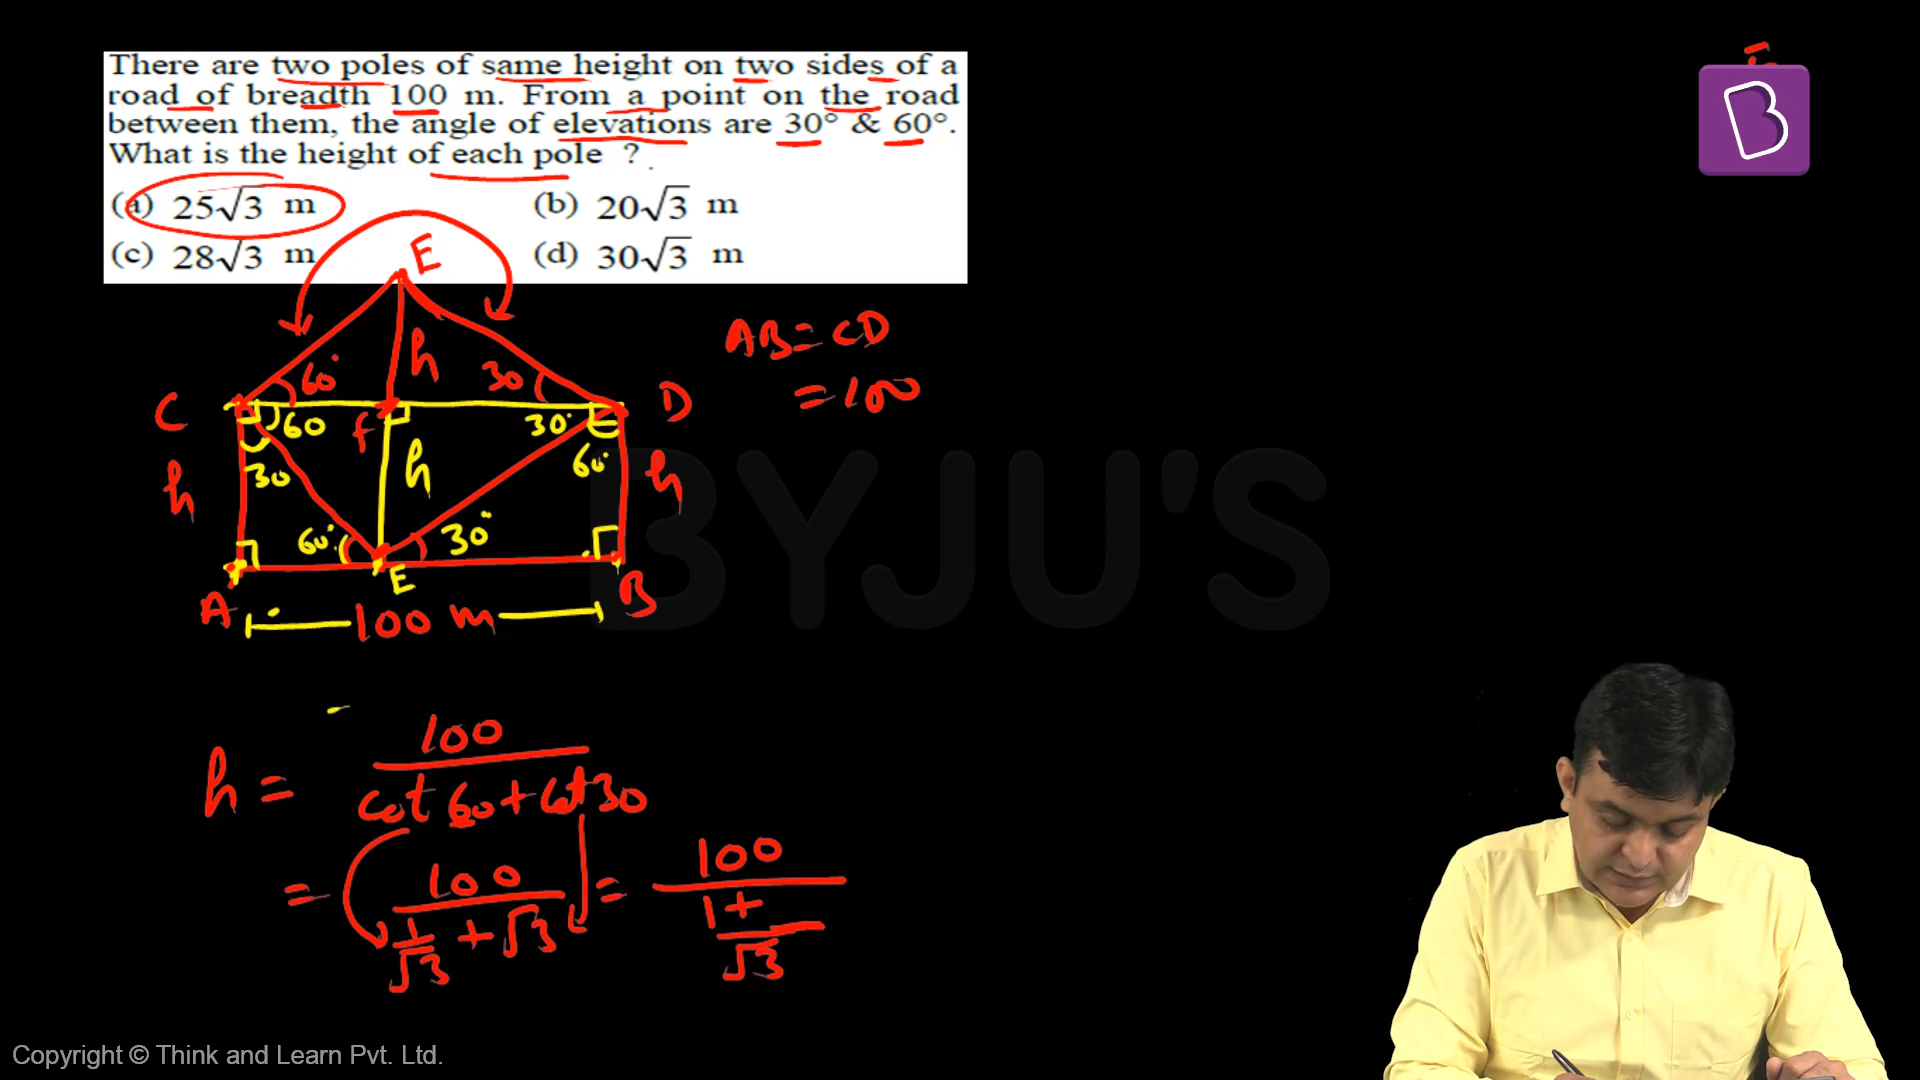 There are two poles of same height on two sides of a
road of breadth 100 m. From a point on the road
between them, the angle of elevations are 30° & 60°.
What is the height of each pole ?
(a) 25√3 m (b) 20√3 m
(c) 28√3 m (d) 30√3 m
B
E
AB = CD
= 100
h
60° 30
C 60 f 30° D
h 30 h 60° h
60° 30°
A E B
100 m
BYJU'S
h = 100 / cot 60 + cot 30
= 100 / 1/√3 + √3 = 100 / 1 + / √3
Copyright © Think and Learn Pvt. Ltd.